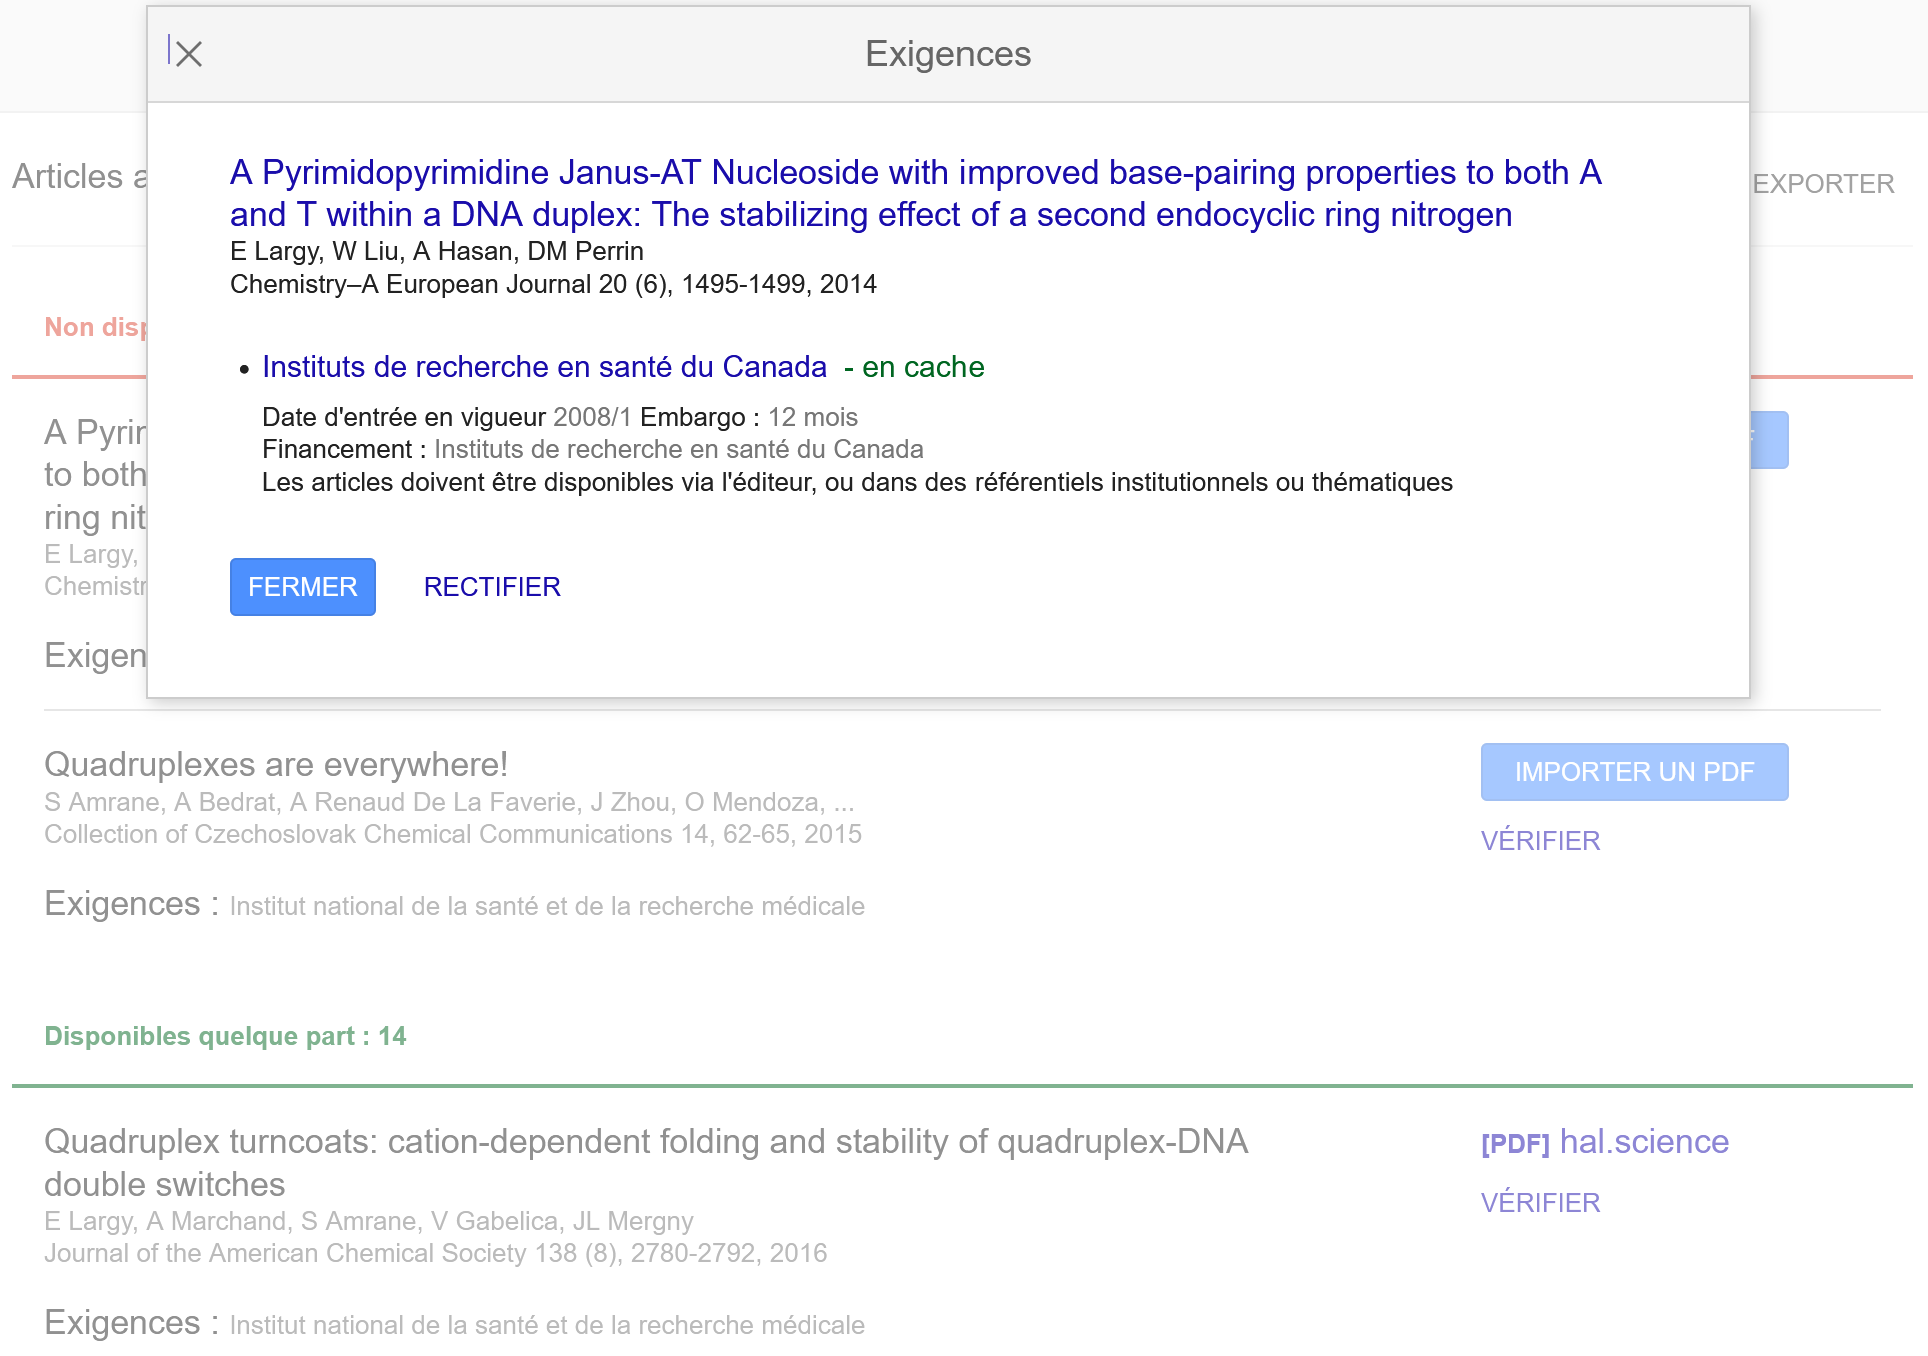 Exigences
A Pyrimidopyrimidine Janus-AT Nucleoside with improved base-pairing properties to both A
and T within a DNA duplex: The stabilizing effect of a second endocyclic ring nitrogen
E Largy, W Liu, A Hasan, DM Perrin
Chemistry–A European Journal 20 (6), 1495-1499, 2014
• Instituts de recherche en santé du Canada - en cache
Date d'entrée en vigueur 2008/1 Embargo : 12 mois
Financement : Instituts de recherche en santé du Canada
Les articles doivent être disponibles via l'éditeur, ou dans des référentiels institutionnels ou thématiques
FERMER RECTIFIER
Articles
EXPORTER
Non
A
to both
ring
E Largy,
Quadruplexes are everywhere!
S Amrane, A Bedrat, A Renaud De La Faverie, J Zhou, O Mendoza, ...
Collection of Czechoslovak Chemical Communications 14, 62-65, 2015
IMPORTER UN PDF
VÉRIFIER
Exigences : Institut national de la santé et de la recherche médicale
Disponibles quelque part : 14
Quadruplex turncoats: cation-dependent folding and stability of quadruplex-DNA
double switches
E Largy, A Marchand, S Amrane, V Gabelica, JL Mergny
Journal of the American Chemical Society 138 (8), 2780-2792, 2016
[PDF] hal.science
VÉRIFIER
Exigences : Institut national de la santé et de la recherche médicale